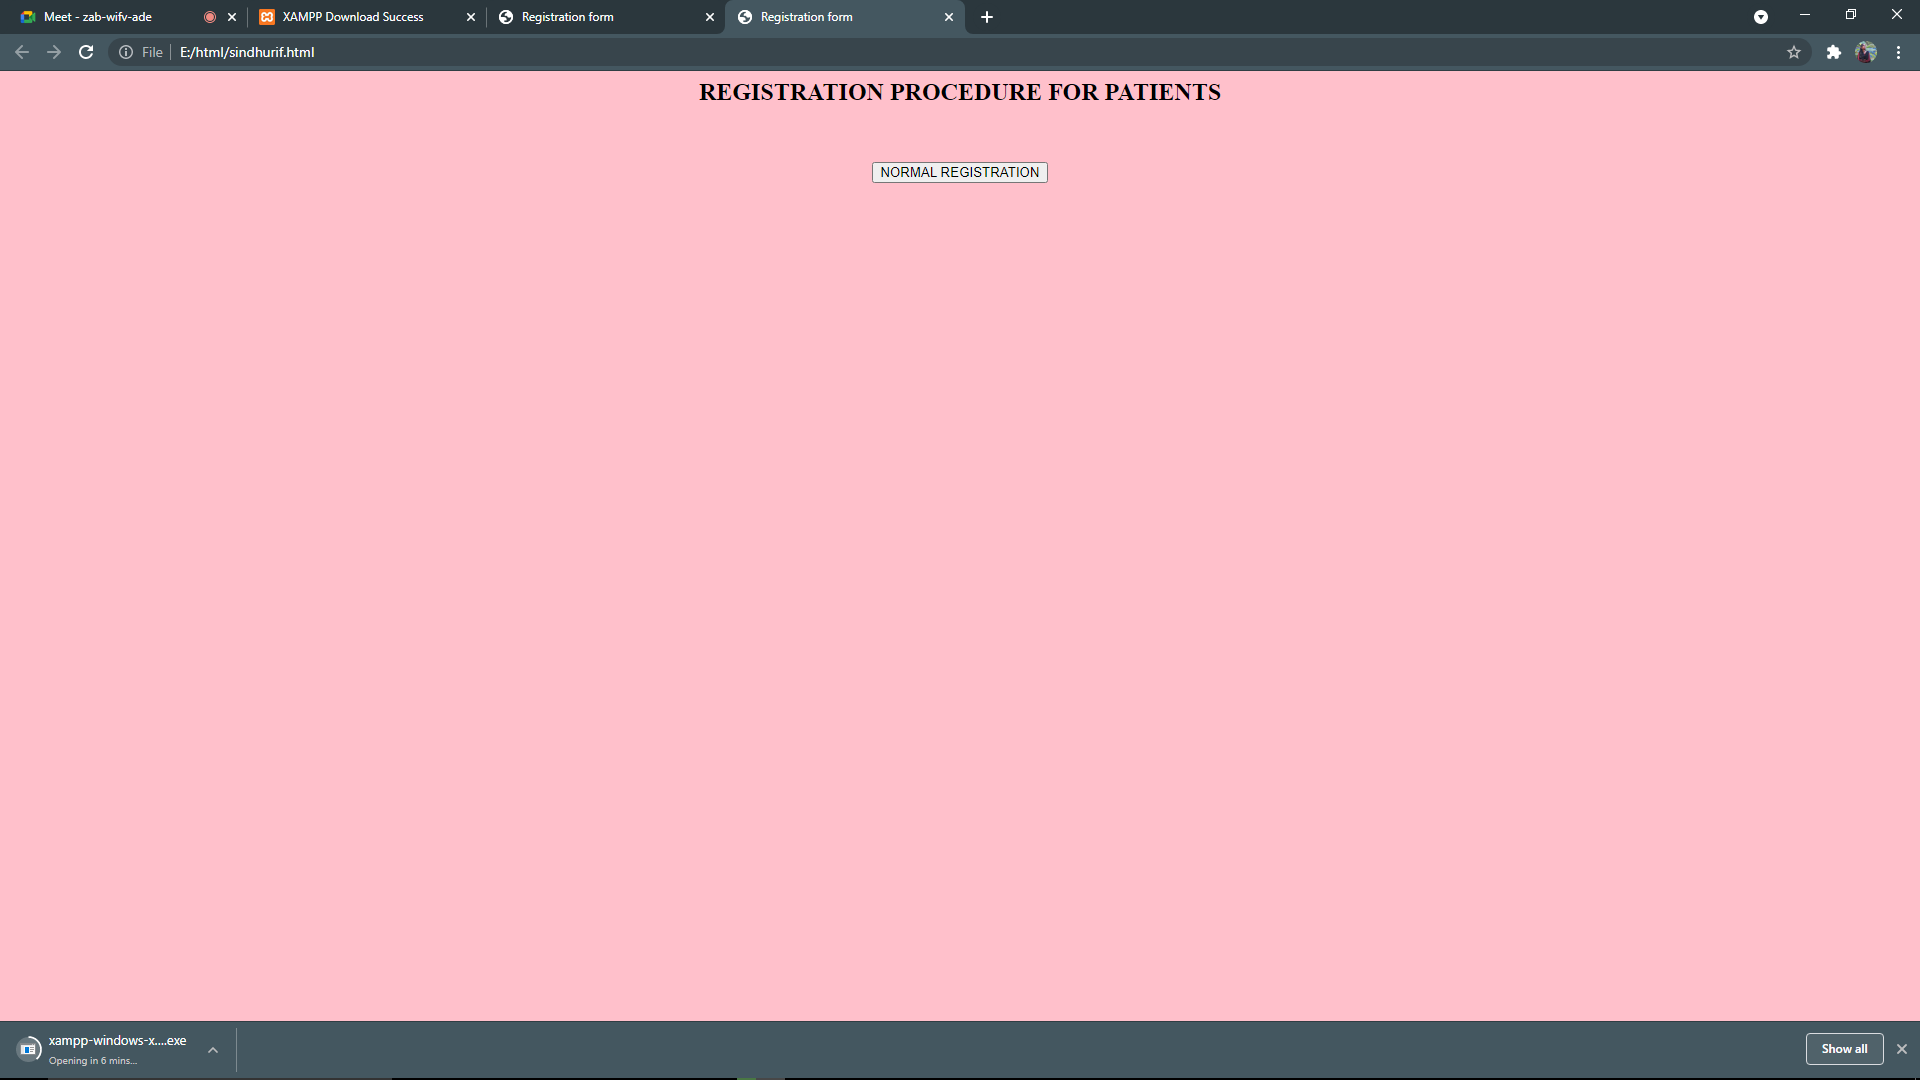 Meet - zab-wifv-ade
XAMPP Download Success
Registration form
Registration form
File
E:/html/sindhurif.html
REGISTRATION PROCEDURE FOR PATIENTS
NORMAL REGISTRATION
xampp-windows-x....exe
Opening in 6 mins...
Show all